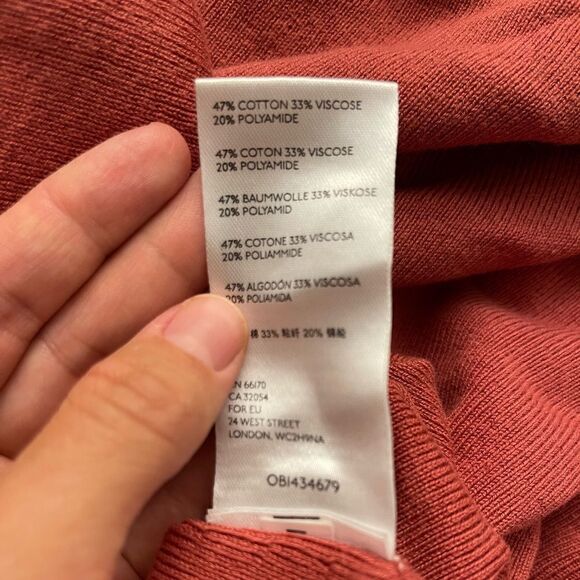 47% COTTON 33% VISCOSE
20% POLYAMIDE
47% COTON 33% VISCOSE
20% POLYAMIDE
47% BAUMWOLLE 33% VISKOSE
20% POLYAMID
47% COTONE 33% VISCOSA
20% POLIAMMIDE
47% ALGODÓN 33% VISCOSA
20% POLIAMIDA
棉 33% 粘纤 20% 锦纶
66170
CA 32054
FOR EU
24 WEST STREET
LONDON, WC2H9NA
OBI434679